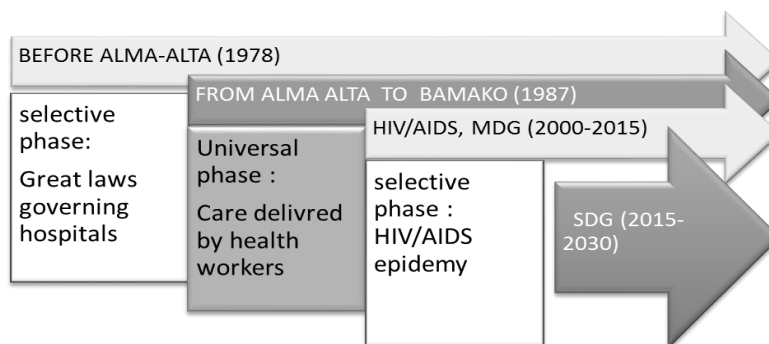 BEFORE ALMA-ALTA (1978)
selective
phase:
Great laws
governing
hospitals
FROM ALMA ALTA TO BAMAKO (1987)
Universal
phase :
Care delivred
by health
workers
HIV/AIDS, MDG (2000-2015)
selective
phase :
HIV/AIDS
epidemy
SDG (2015-
2030)